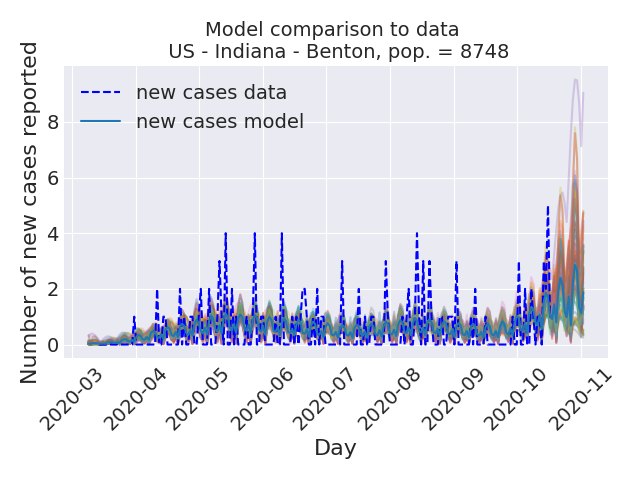 Model comparison to data
US - Indiana - Benton, pop. = 8748
new cases data
new cases model
Number of new cases reported
8
6
4
2
0
2020-03
2020-04
2020-05
2020-06
2020-07
2020-08
2020-09
2020-10
2020-11
Day